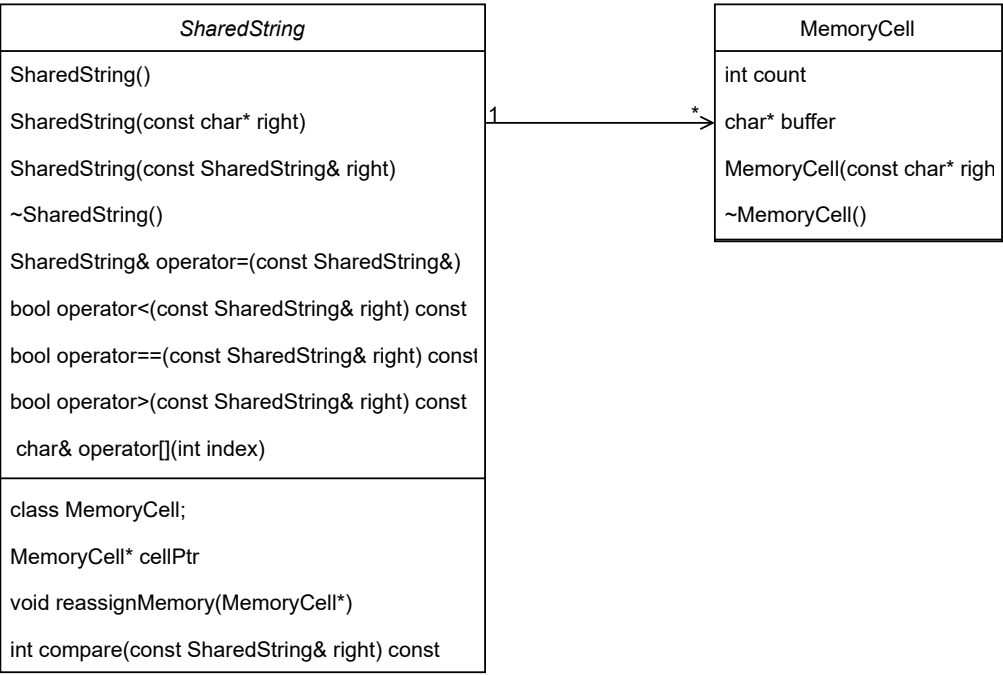 SharedString
SharedString()
SharedString(const char* right)
SharedString(const SharedString& right)
~SharedString()
SharedString& operator=(const SharedString&)
bool operator<(const SharedString& right) const
bool operator==(const SharedString& right) const
bool operator>(const SharedString& right) const
char& operator[](int index)
class MemoryCell;
MemoryCell* cellPtr
void reassignMemory(MemoryCell*)
int compare(const SharedString& right) const
1
*
MemoryCell
int count
char* buffer
MemoryCell(const char* righ
~MemoryCell()